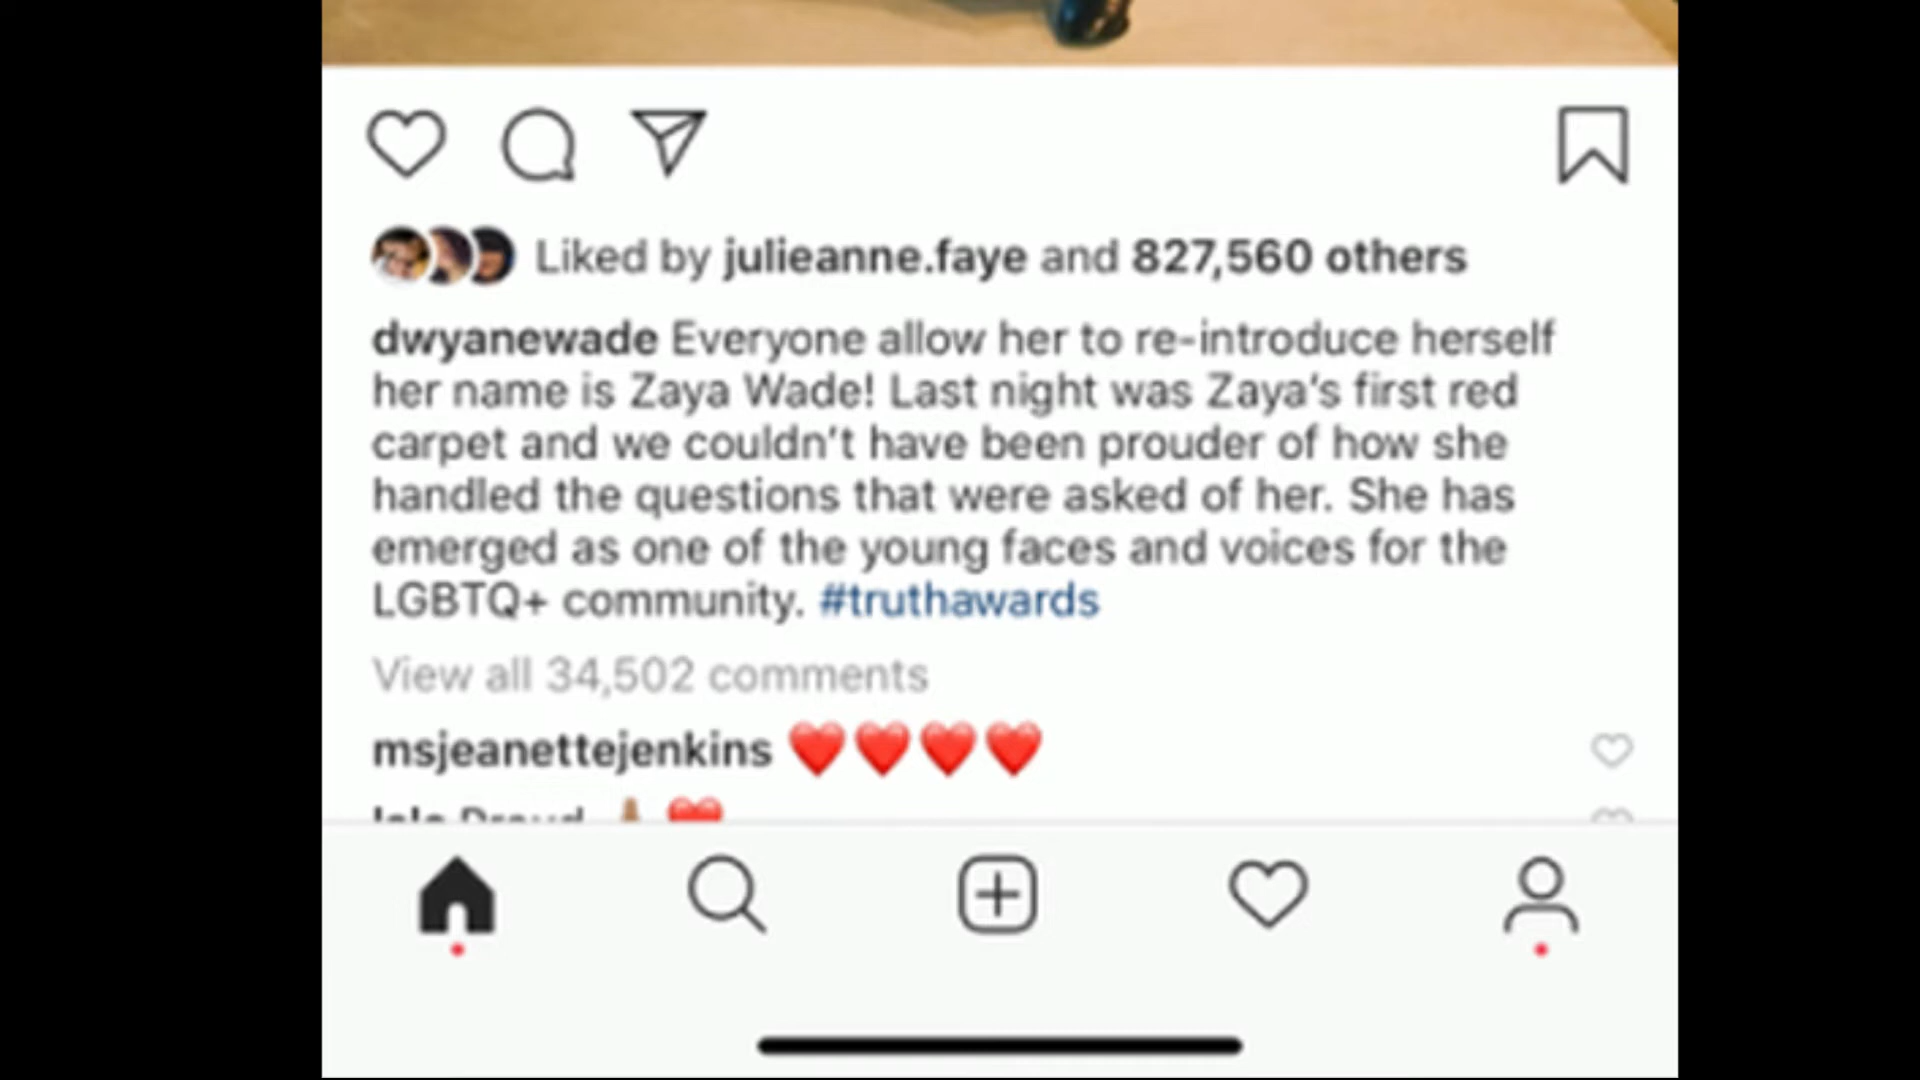 Liked by julieanne.faye and 827,560 others
dwyanewade Everyone allow her to re-introduce herself
her name is Zaya Wade! Last night was Zaya's first red
carpet and we couldn't have been prouder of how she
handled the questions that were asked of her. She has
emerged as one of the young faces and voices for the
LGBTQ+ community. #truthawards
View all 34,502 comments
msjeanettejenkins ❤️❤️❤️❤️